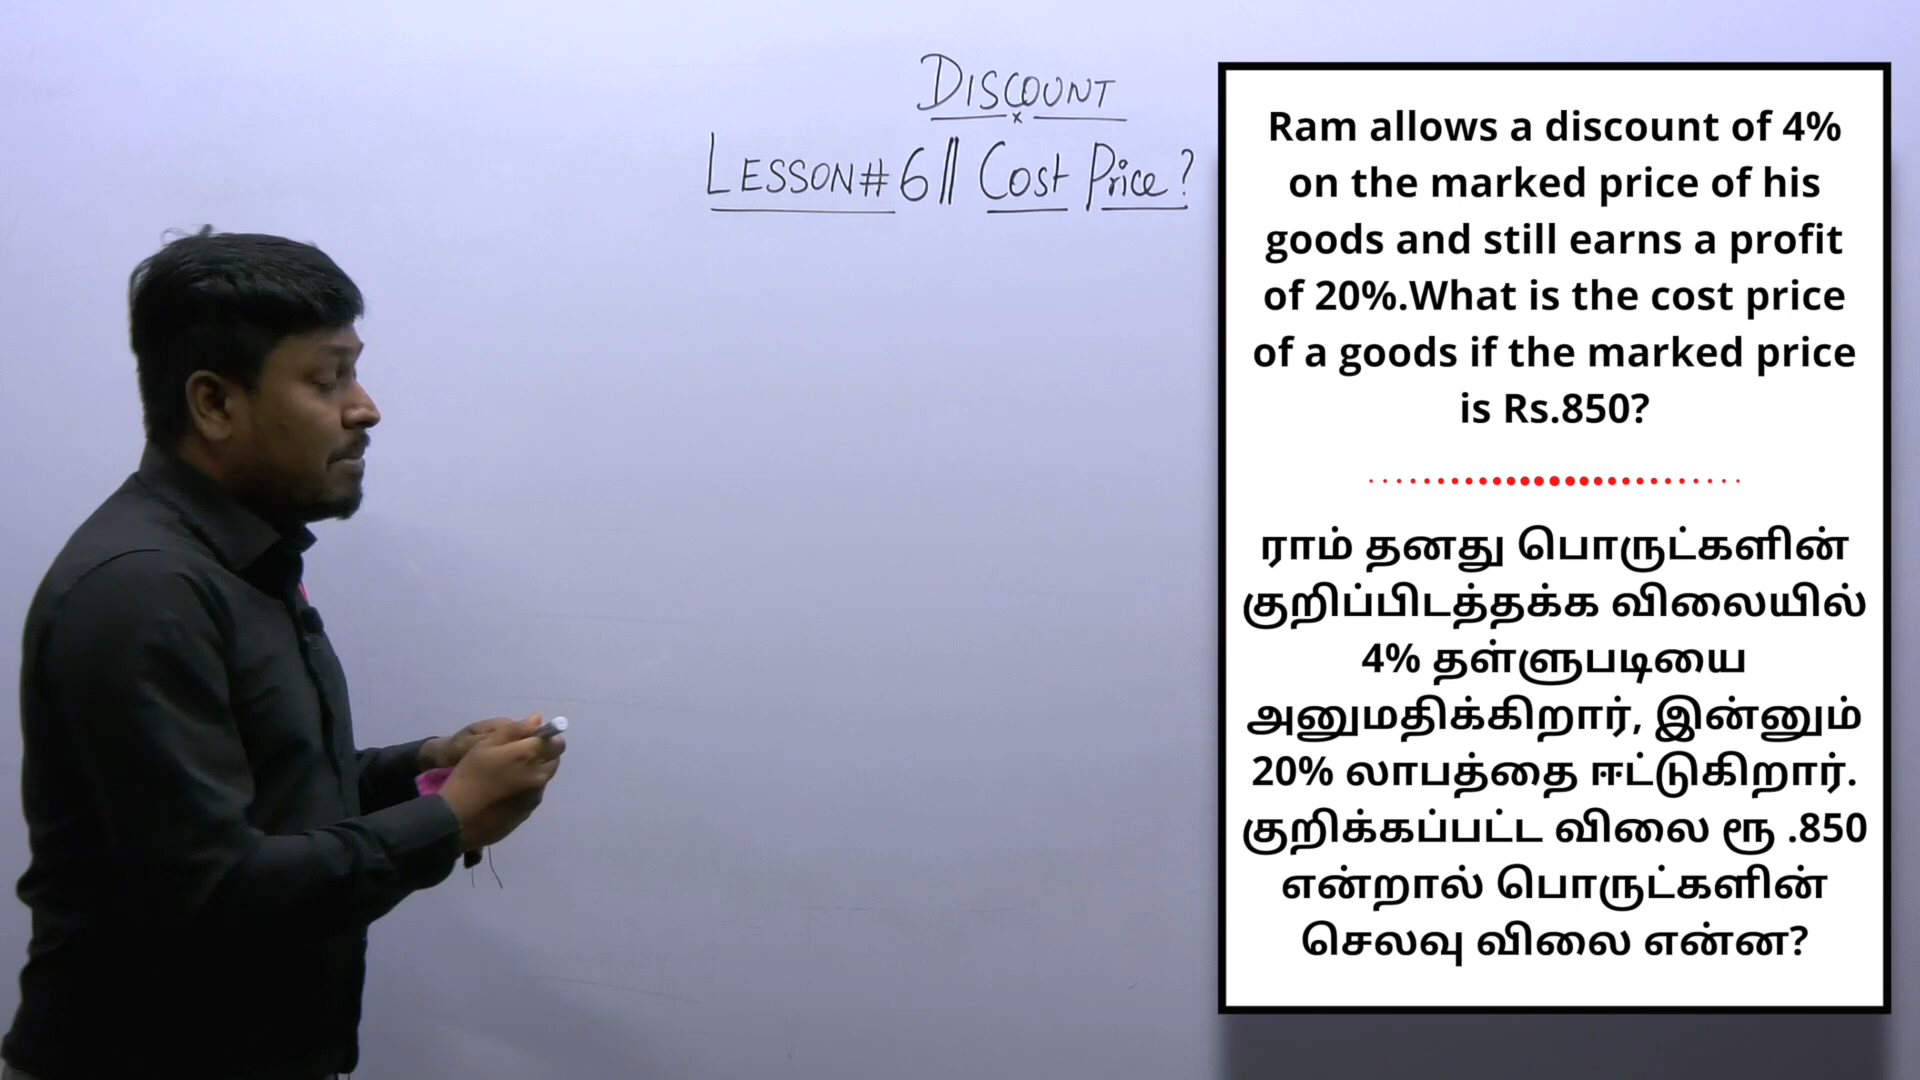 DISCOUNT
LESSON# 6 || Cost Price?
Ram allows a discount of 4%
on the marked price of his
goods and still earns a profit
of 20%.What is the cost price
of a goods if the marked price
is Rs.850?
ராம் தனது பொருட்களின்
குறிப்பிடத்தக்க விலையில்
4% தள்ளுபடியை
அனுமதிக்கிறார், இன்னும்
20% லாபத்தை ஈட்டுகிறார்.
குறிக்கப்பட்ட விலை ரூ .850
என்றால் பொருட்களின்
செலவு விலை என்ன?